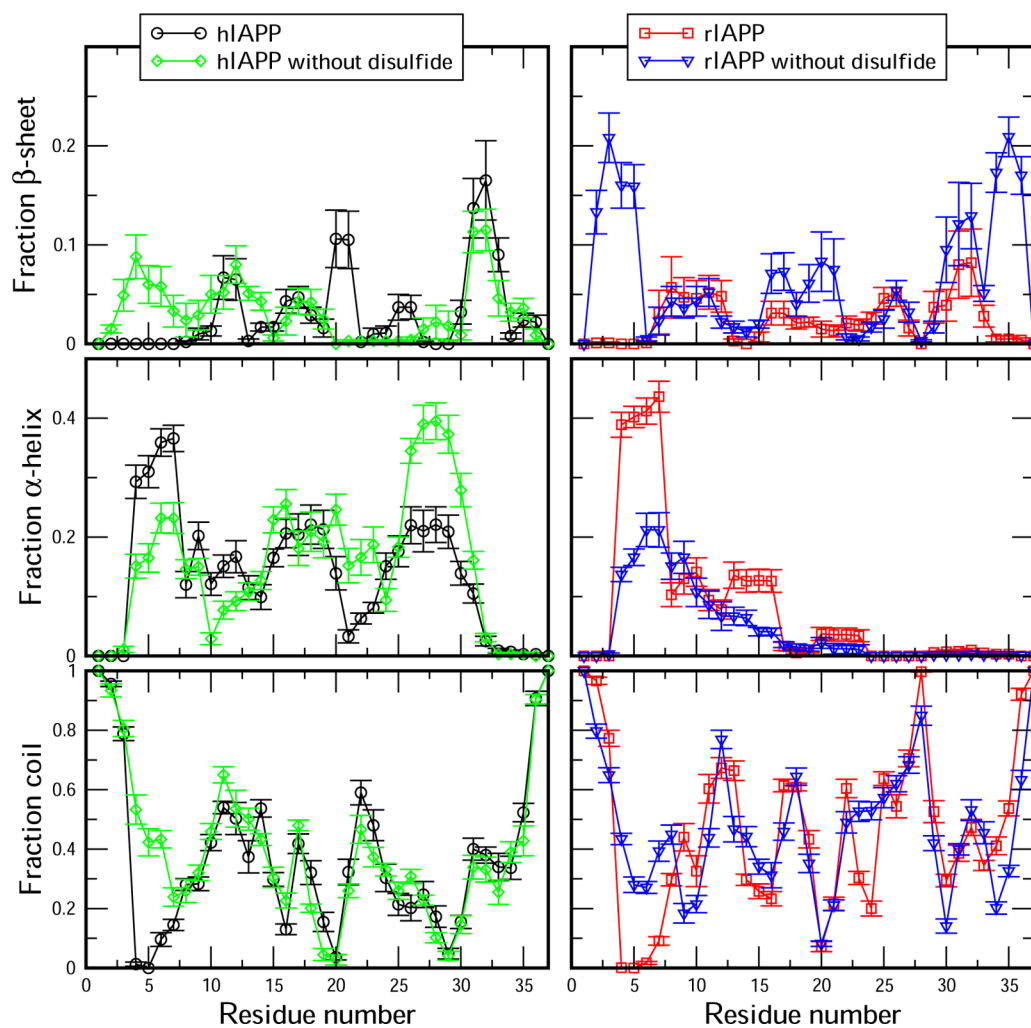 hIAPP
hIAPP without disulfide
rIAPP
rIAPP without disulfide
Fraction β-sheet
0.2
0.1
0
Fraction α-helix
0.4
0.2
0
Fraction coil
1
0.8
0.6
0.4
0.2
0
0 5 10 15 20 25 30 35
0 5 10 15 20 25 30 35
Residue number
Residue number